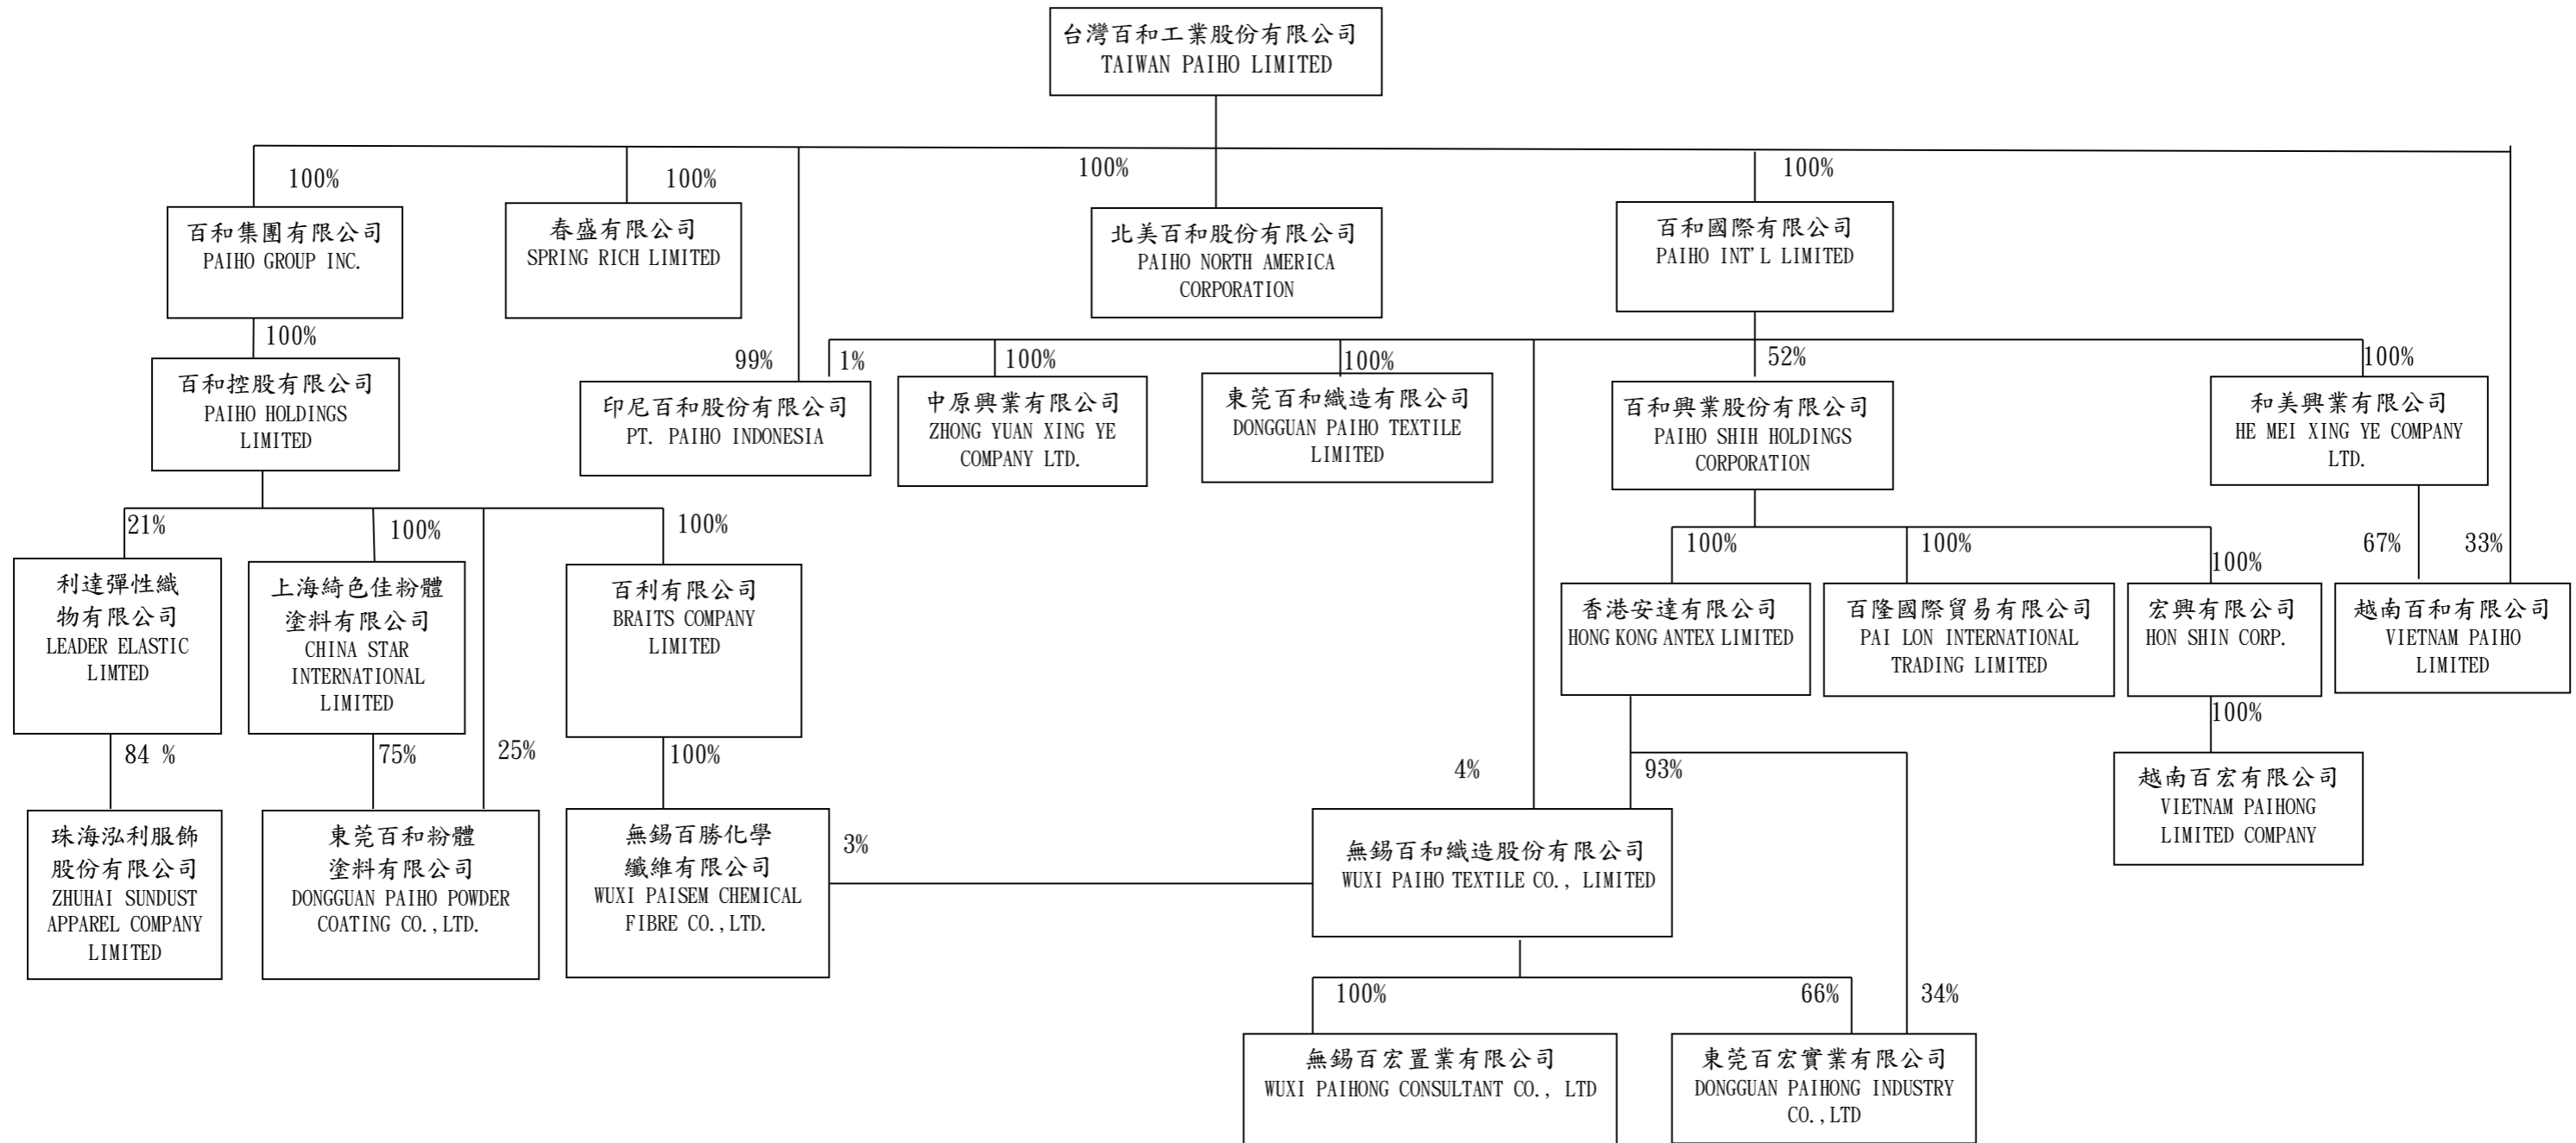 台灣百和工業股份有限公司
TAIWAN PAIHO LIMITED
100%
100%
100%
100%
百和集團有限公司
PAIHO GROUP INC.
春盛有限公司
SPRING RICH LIMITED
北美百和股份有限公司
PAIHO NORTH AMERICA
CORPORATION
百和國際有限公司
PAIHO INT'L LIMITED
100%
99%
1%
100%
100%
52%
100%
百和控股有限公司
PAIHO HOLDINGS
LIMITED
印尼百和股份有限公司
PT. PAIHO INDONESIA
中原興業有限公司
ZHONG YUAN XING YE
COMPANY LTD.
東莞百和織造有限公司
DONGGUAN PAIHO TEXTILE
LIMITED
百和興業股份有限公司
PAIHO SHIH HOLDINGS
CORPORATION
和美興業有限公司
HE MEI XING YE COMPANY
LTD.
21%
100%
100%
100%
100%
100%
67%
33%
利達彈性織
物有限公司
LEADER ELASTIC
LIMTED
上海綺色佳粉體
塗料有限公司
CHINA STAR
INTERNATIONAL
LIMITED
百利有限公司
BRAITS COMPANY
LIMITED
香港安達有限公司
HONG KONG ANTEX LIMITED
百隆國際貿易有限公司
PAI LON INTERNATIONAL
TRADING LIMITED
宏興有限公司
HON SHIN CORP.
越南百和有限公司
VIETNAM PAIHO
LIMITED
84 %
75%
25%
100%
4%
93%
100%
珠海泓利服飾
股份有限公司
ZHUHAI SUNDUST
APPAREL COMPANY
LIMITED
東莞百和粉體
塗料有限公司
DONGGUAN PAIHO POWDER
COATING CO.,LTD.
無錫百勝化學
纖維有限公司
WUXI PAISEM CHEMICAL
FIBRE CO.,LTD.
3%
無錫百和織造股份有限公司
WUXI PAIHO TEXTILE CO., LIMITED
越南百宏有限公司
VIETNAM PAIHONG
LIMITED COMPANY
100%
66%
34%
無錫百宏置業有限公司
WUXI PAIHONG CONSULTANT CO., LTD
東莞百宏實業有限公司
DONGGUAN PAIHONG INDUSTRY
CO.,LTD